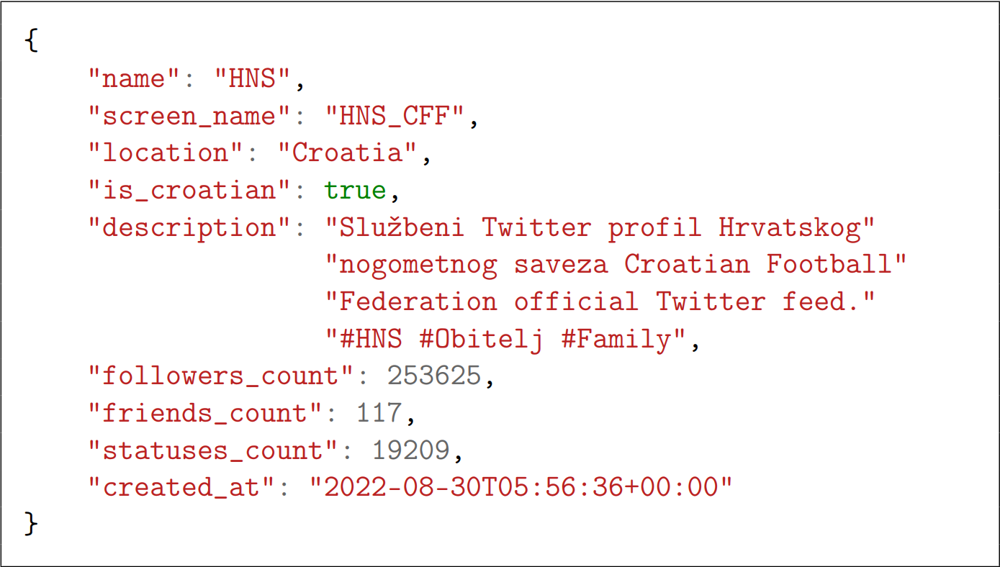 {
"name": "HNS",
"screen_name": "HNS_CFF",
"location": "Croatia",
"is_croatian": true,
"description": "Službeni Twitter profil Hrvatskog"
"nogometnog saveza Croatian Football"
"Federation official Twitter feed."
"#HNS #Obitelj #Family",
"followers_count": 253625,
"friends_count": 117,
"statuses_count": 19209,
"created_at": "2022-08-30T05:56:36+00:00"
}